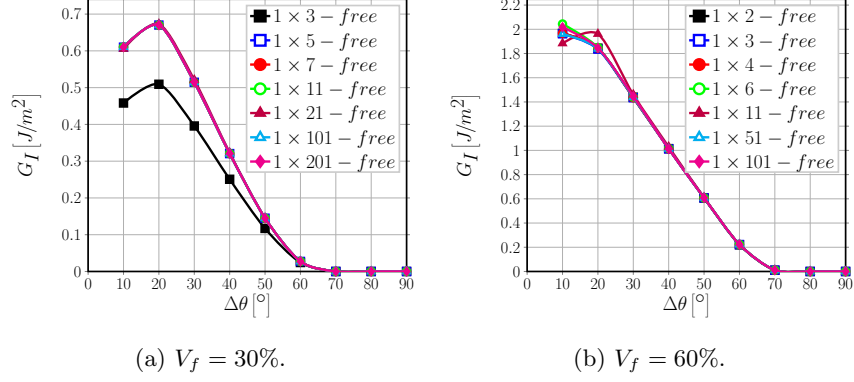 0.7
0.6
0.5
0.4
0.3
0.2
0.1
0
G_I [J/m²]
0 10 20 30 40 50 60 70 80 90
Δθ [°]
1 × 3 − free
1 × 5 − free
1 × 7 − free
1 × 11 − free
1 × 21 − free
1 × 101 − free
1 × 201 − free
(a) V_f = 30%.
2.2
2
1.8
1.6
1.4
1.2
1
0.8
0.6
0.4
0.2
0
G_I [J/m²]
0 10 20 30 40 50 60 70 80 90
Δθ [°]
1 × 2 − free
1 × 3 − free
1 × 4 − free
1 × 6 − free
1 × 11 − free
1 × 51 − free
1 × 101 − free
(b) V_f = 60%.